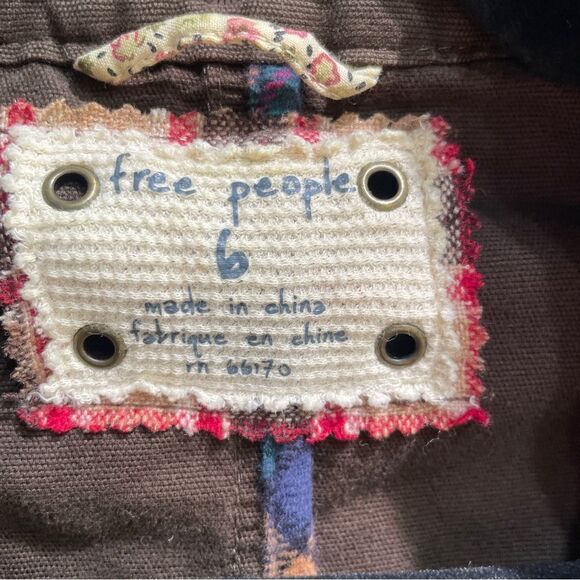 free people
6
made in china
fabrique en chine
rn 66170